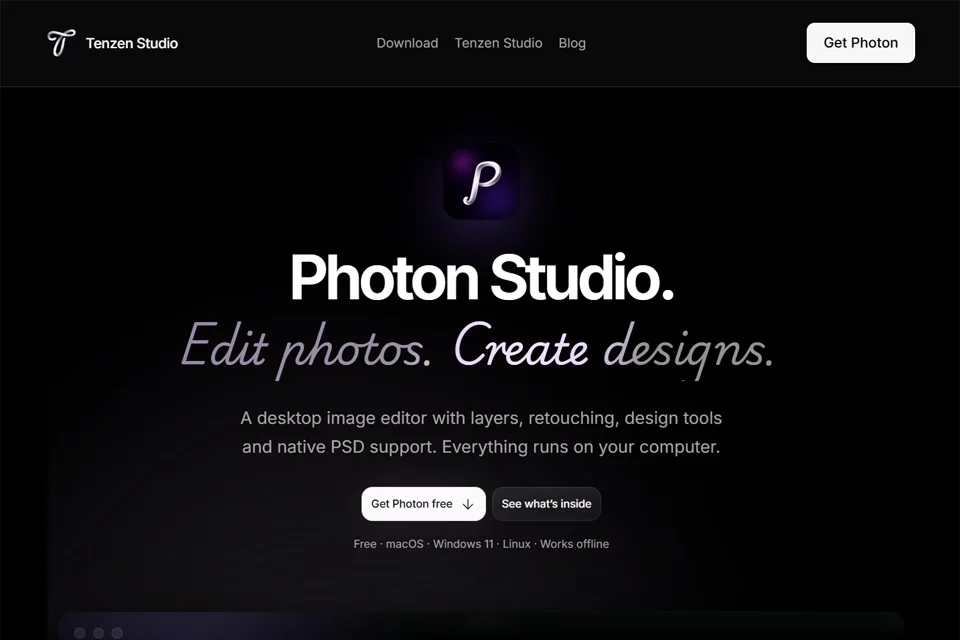 Tenzen Studio
Download
Tenzen Studio
Blog
Get Photon
Photon Studio.
Edit photos. Create designs.
A desktop image editor with layers, retouching, design tools
and native PSD support. Everything runs on your computer.
Get Photon free ↓
See what's inside
Free · macOS · Windows 11 · Linux · Works offline